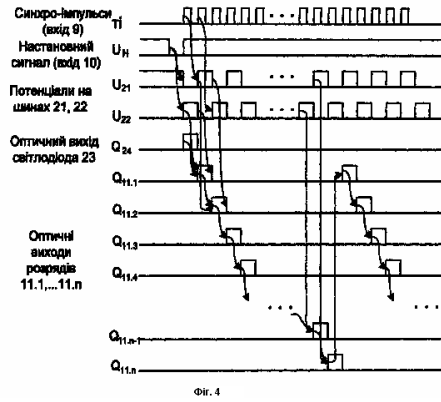 Синхро-імпульси
(вхід 9)
Ti
Настановний
сигнал (вхід 10)
Uн
U21
Потенціали на
шинах 21, 22
U22
Оптичний вихід
світлодіода 23
Q24
Q11.1
Q11.2
Оптичні
виходи
розрядів
11.1,...11.n
Q11.3
Q11.4
Q11.n-1
Q11.n
Фіг. 4